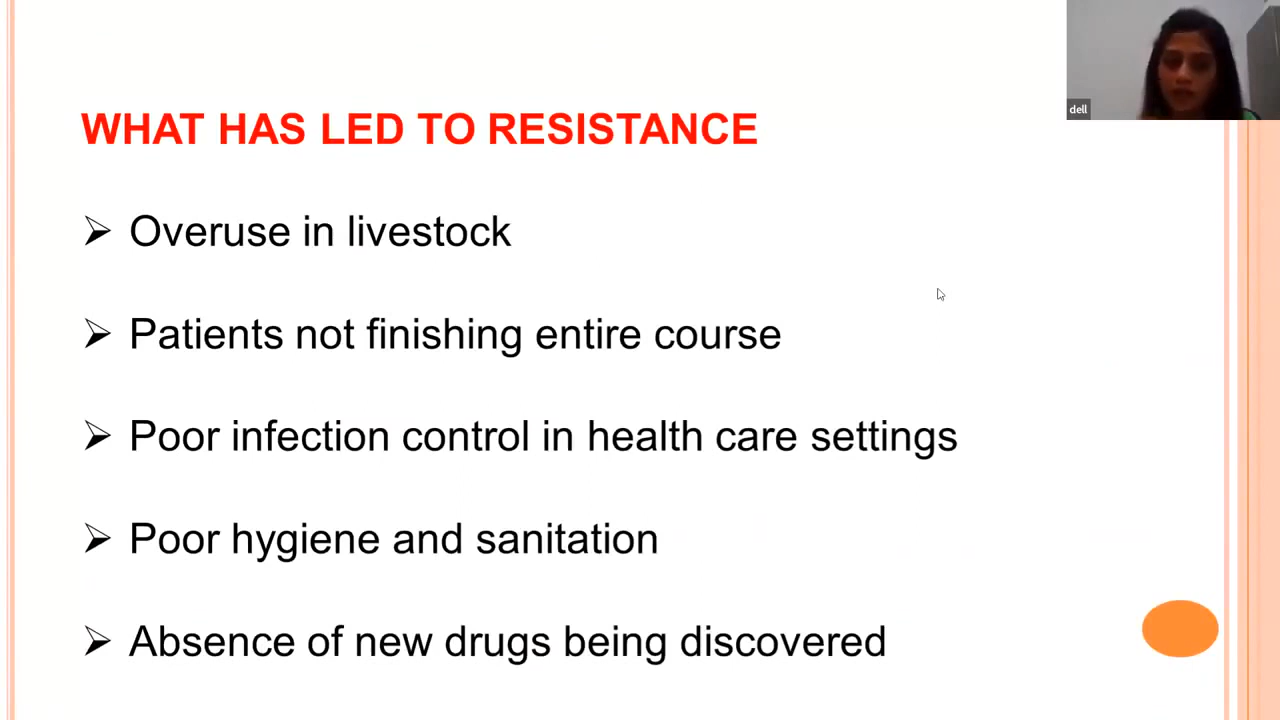 dell
WHAT HAS LED TO RESISTANCE
Overuse in livestock
Patients not finishing entire course
Poor infection control in health care settings
Poor hygiene and sanitation
Absence of new drugs being discovered